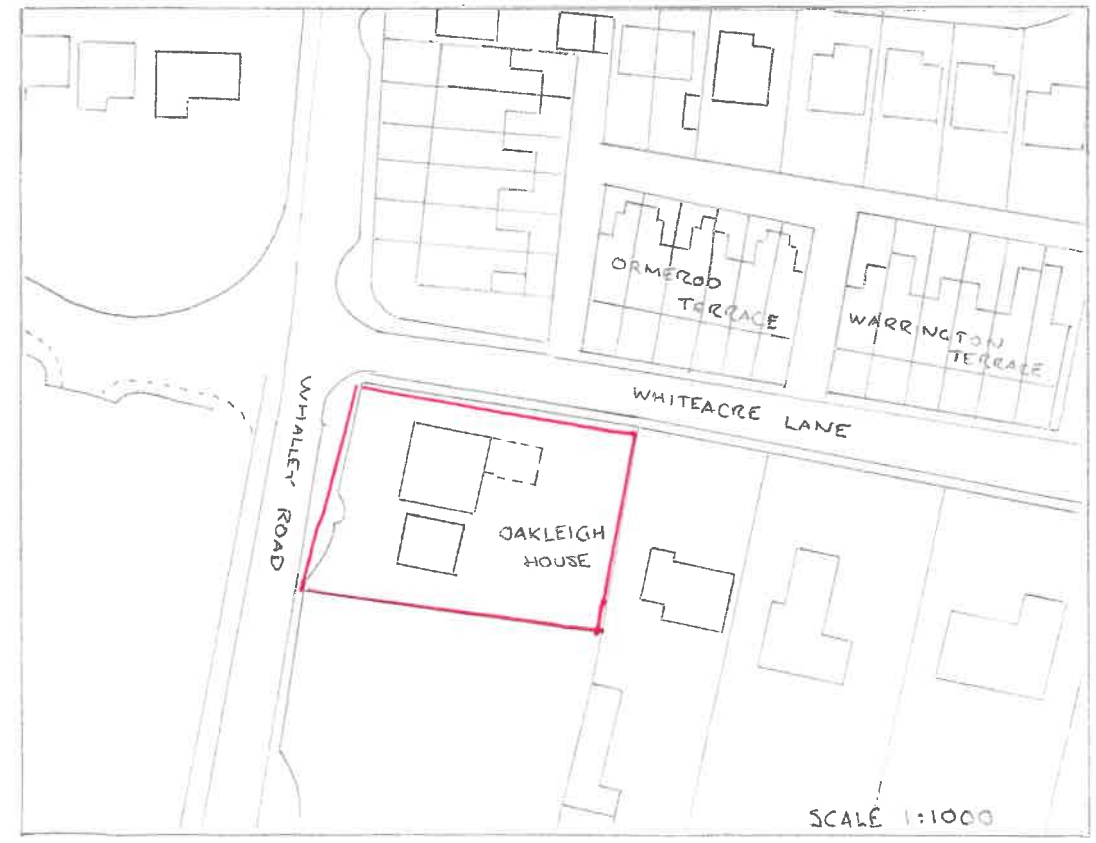 ORMEROD
TERRACE
WARRINGTON
TERRACE
WHITEACRE LANE
WHALLEY ROAD
OAKLEIGH
HOUSE
SCALE 1:1000